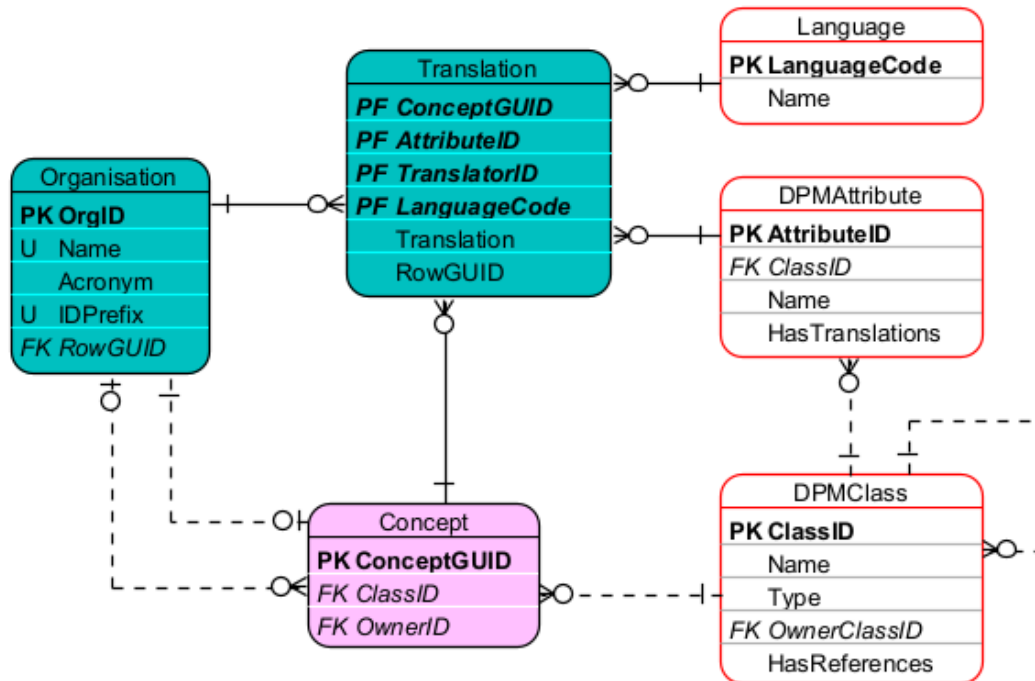 Language
PK LanguageCode
Name
Translation
PF ConceptGUID
PF AttributeID
PF TranslatorID
PF LanguageCode
Translation
RowGUID
Organisation
PK OrgID
U Name
Acronym
U IDPrefix
FK RowGUID
DPMAttribute
PK AttributeID
FK ClassID
Name
HasTranslations
Concept
PK ConceptGUID
FK ClassID
FK OwnerID
DPMClass
PK ClassID
Name
Type
FK OwnerClassID
HasReferences